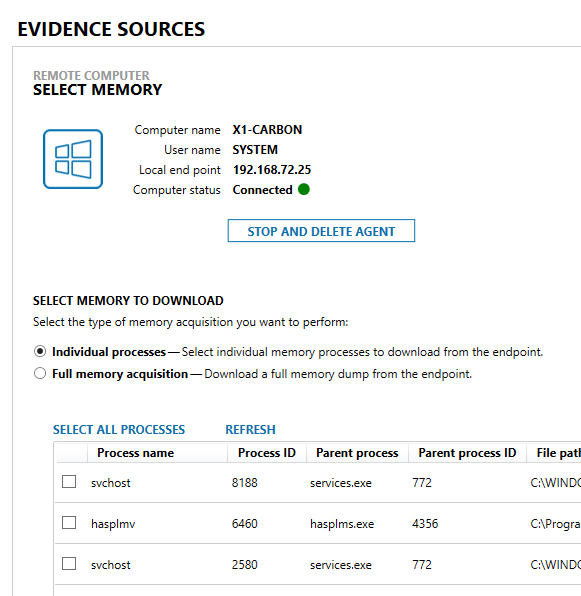 EVIDENCE SOURCES
REMOTE COMPUTER
SELECT MEMORY
Computer name X1-CARBON
User name SYSTEM
Local end point 192.168.72.25
Computer status Connected
STOP AND DELETE AGENT
SELECT MEMORY TO DOWNLOAD
Select the type of memory acquisition you want to perform:
Individual processes — Select individual memory processes to download from the endpoint.
Full memory acquisition — Download a full memory dump from the endpoint.
SELECT ALL PROCESSES REFRESH
Process name Process ID Parent process Parent process ID File path
svchost 8188 services.exe 772 C:\WINDO
hasplmv 6460 hasplms.exe 4356 C:\Progra
svchost 2580 services.exe 772 C:\WINDO